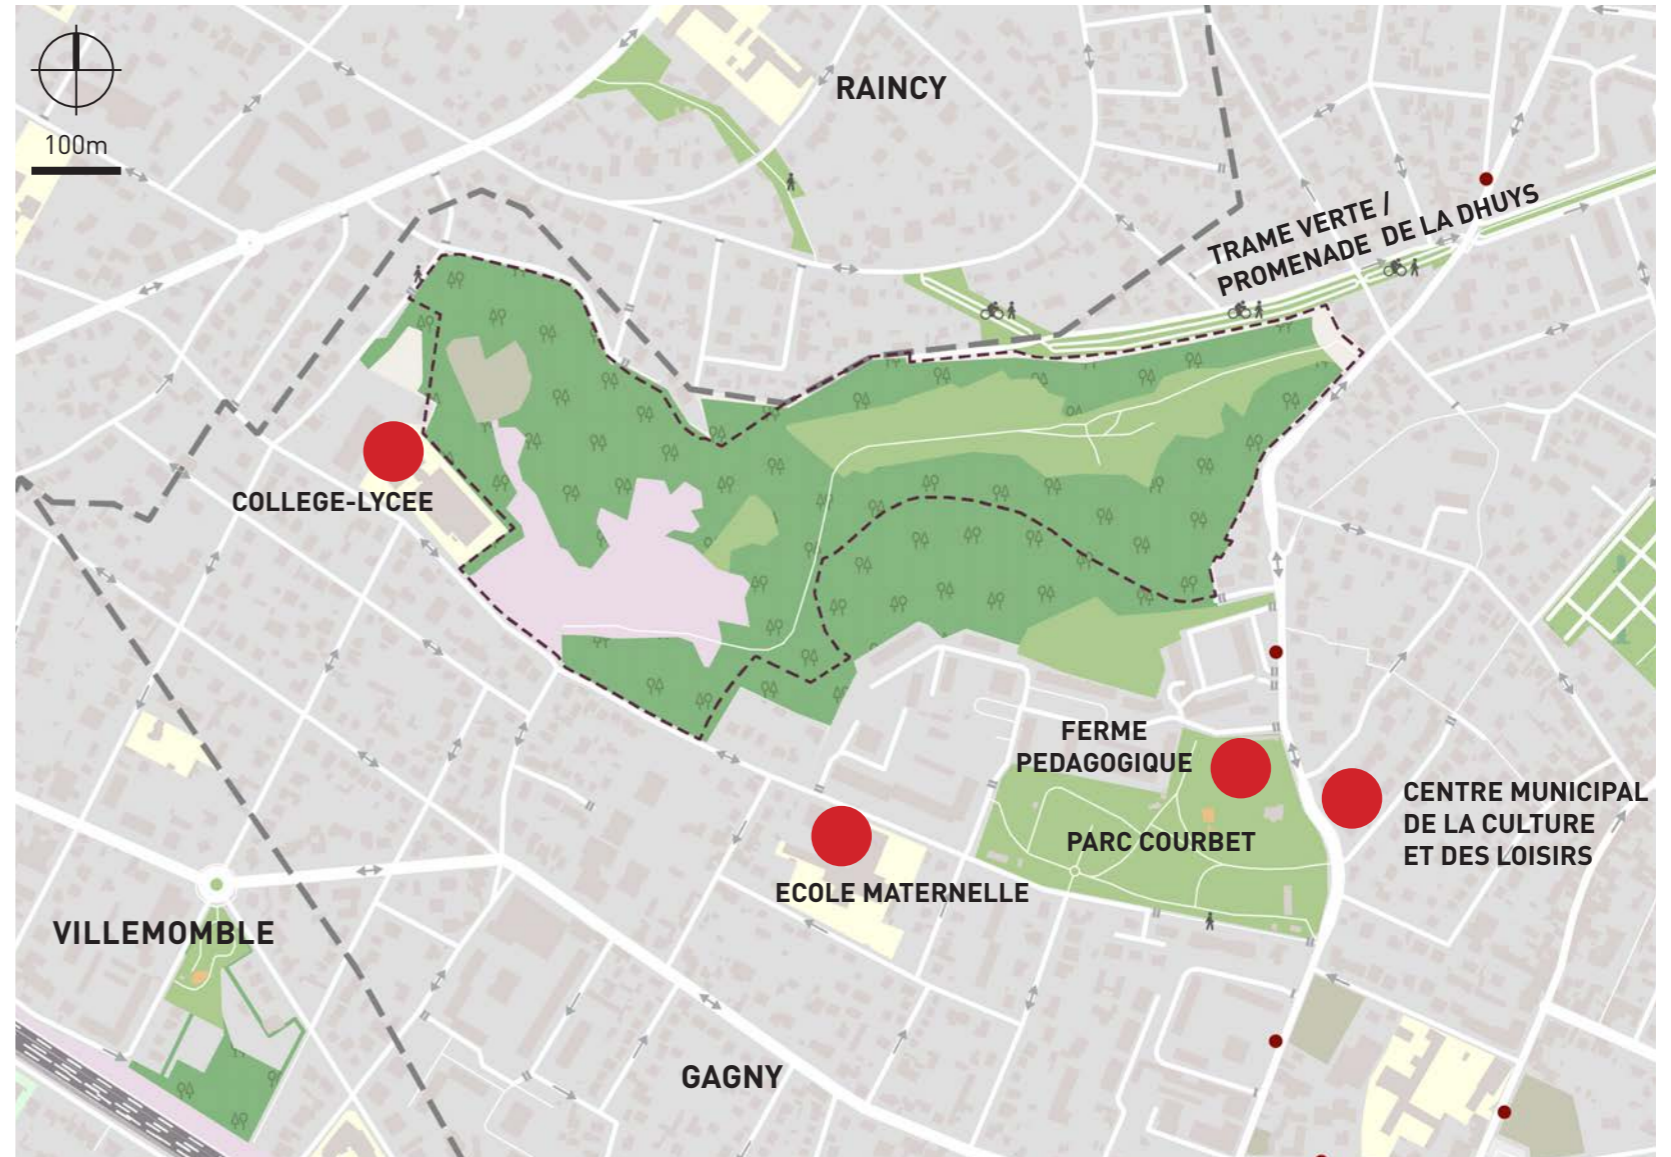 100m
RAINCY
TRAME VERTE /
PROMENADE DE LA DHUYS
COLLEGE-LYCEE
FERME
PEDAGOGIQUE
CENTRE MUNICIPAL
DE LA CULTURE
ET DES LOISIRS
PARC COURBET
ECOLE MATERNELLE
VILLEMOMBLE
GAGNY